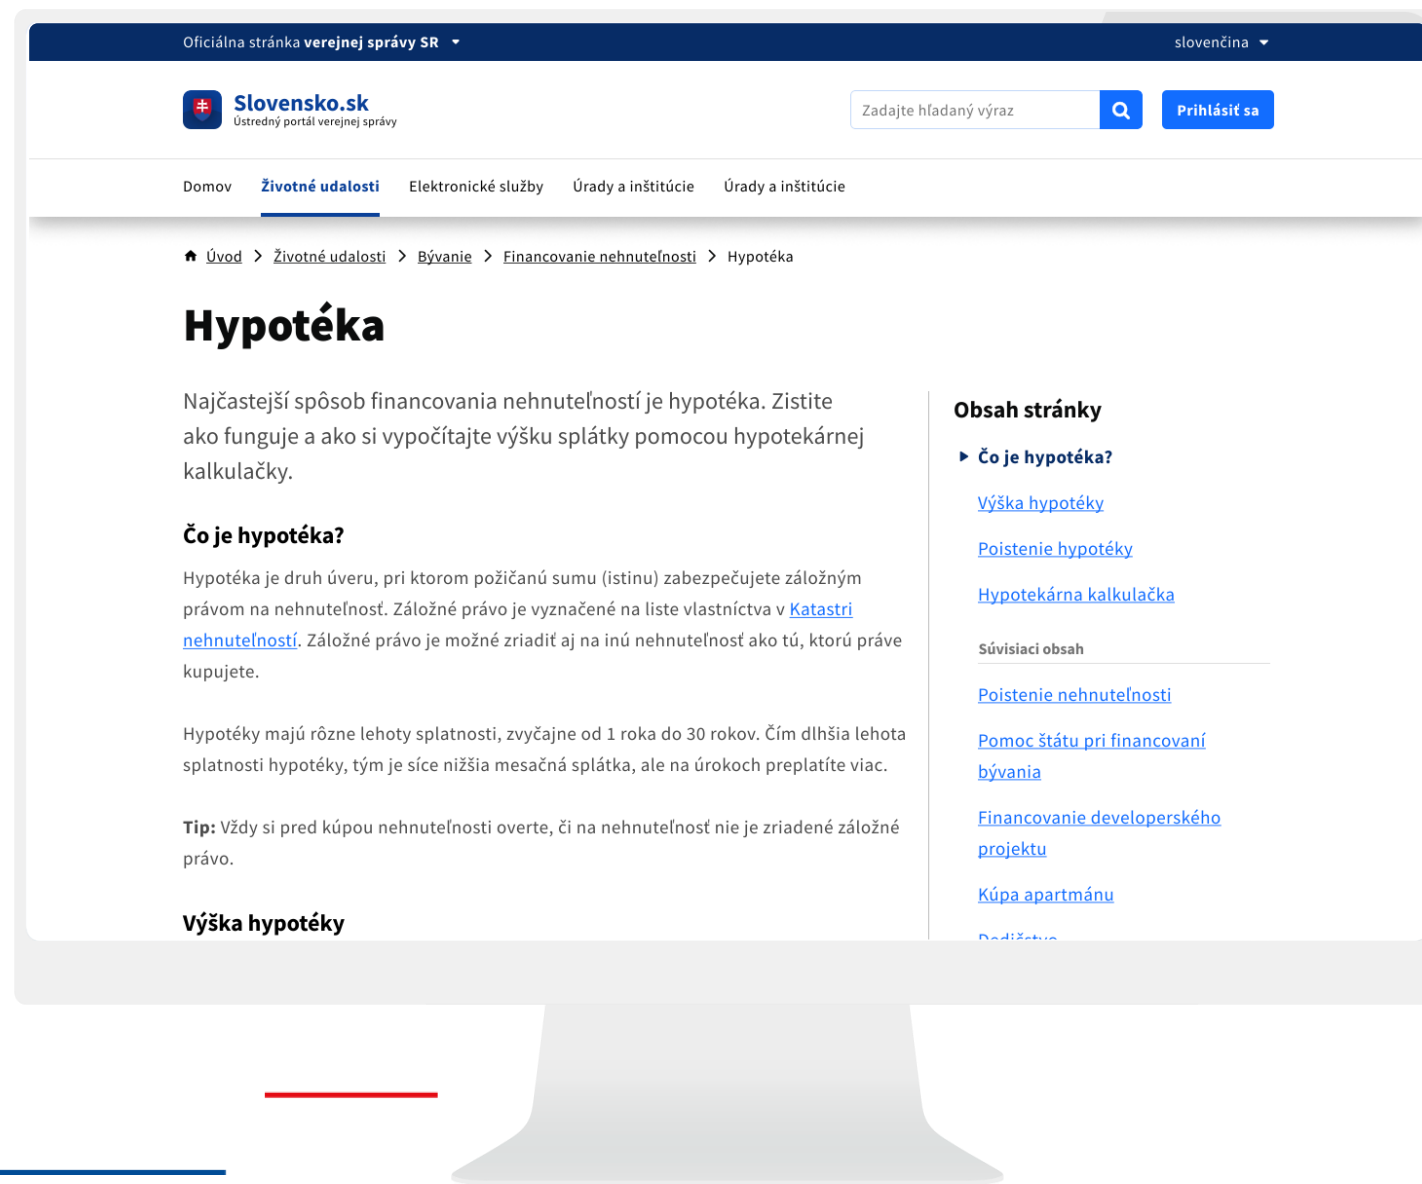 Oficiálna stránka verejnej správy SR
slovenčina
Slovensko.sk
Ústredný portál verejnej správy
Zadajte hľadaný výraz
Prihlásiť sa
Domov Životné udalosti Elektronické služby Úrady a inštitúcie Úrady a inštitúcie
Úvod > Životné udalosti > Bývanie > Financovanie nehnuteľnosti > Hypotéka
Hypotéka
Najčastejší spôsob financovania nehnuteľností je hypotéka. Zistite
ako funguje a ako si vypočítajte výšku splátky pomocou hypotekárnej
kalkulačky.
Čo je hypotéka?
Hypotéka je druh úveru, pri ktorom požičanú sumu (istinu) zabezpečujete záložným
právom na nehnuteľnosť. Záložné právo je vyznačené na liste vlastníctva v Katastri
nehnuteľností. Záložné právo je možné zriadiť aj na inú nehnuteľnosť ako tú, ktorú práve
kupujete.
Hypotéky majú rôzne lehoty splatnosti, zvyčajne od 1 roka do 30 rokov. Čím dlhšia lehota
splatnosti hypotéky, tým je síce nižšia mesačná splátka, ale na úrokoch preplatíte viac.
Tip: Vždy si pred kúpou nehnuteľnosti overte, či na nehnuteľnosť nie je zriadené záložné
právo.
Výška hypotéky
Obsah stránky
Čo je hypotéka?
Výška hypotéky
Poistenie hypotéky
Hypotekárna kalkulačka
Súvisiaci obsah
Poistenie nehnuteľnosti
Pomoc štátu pri financovaní
bývania
Financovanie developerského
projektu
Kúpa apartmánu